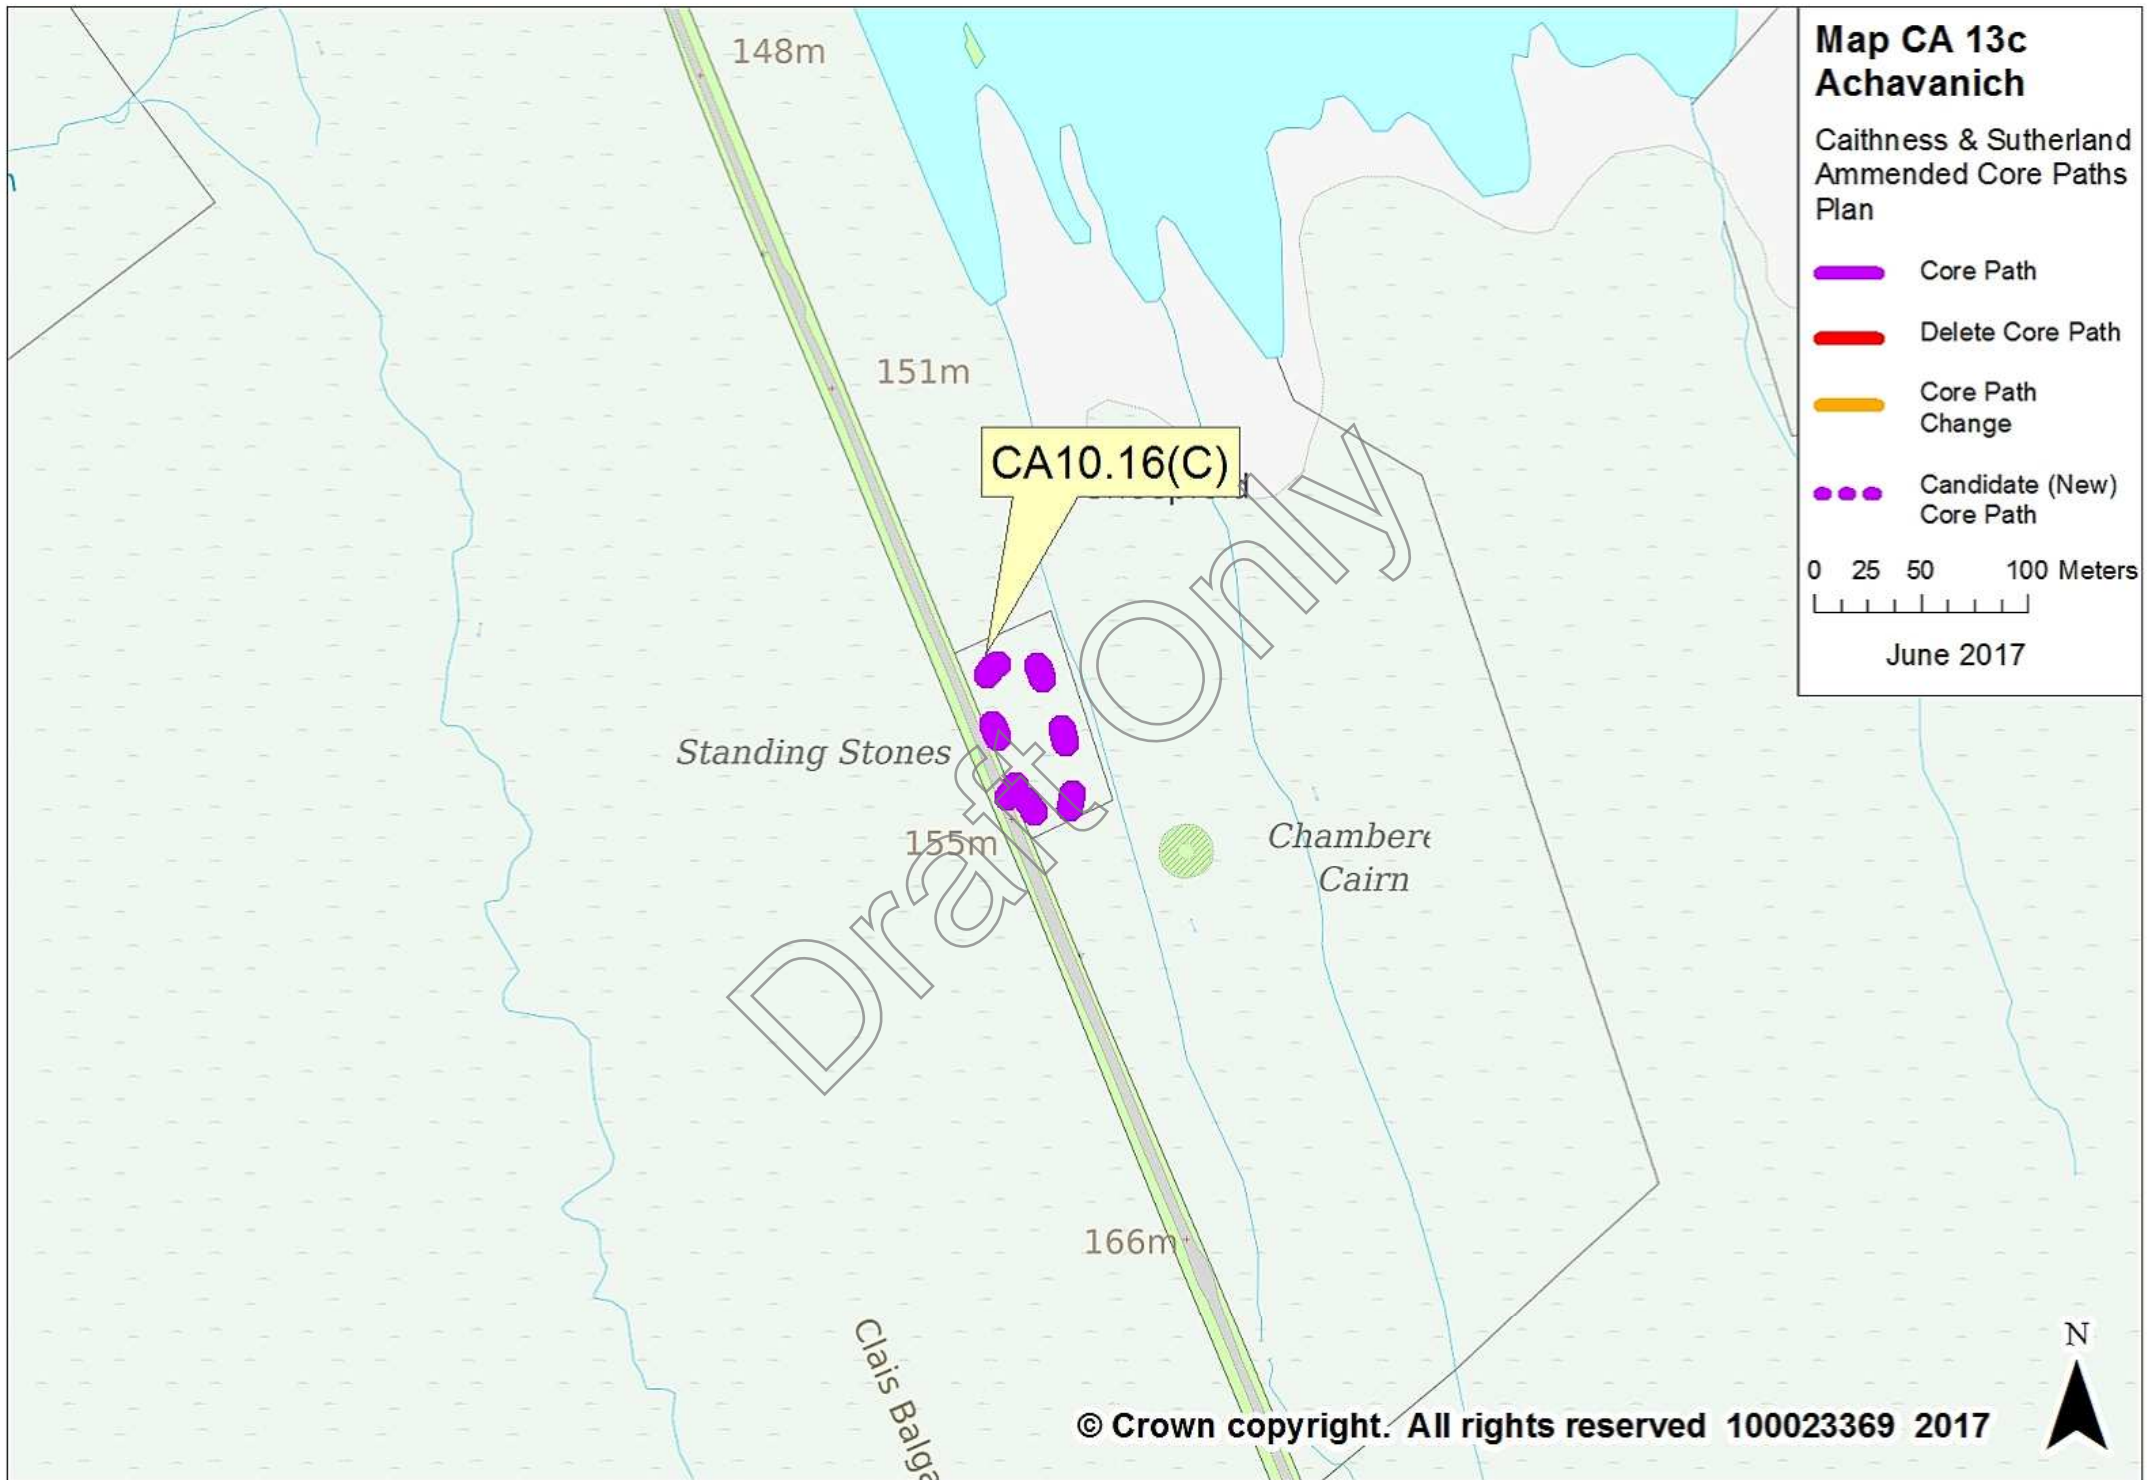 Map CA 13c
Achavanich
Caithness & Sutherland
Ammended Core Paths
Plan
Core Path
Delete Core Path
Core Path
Change
Candidate (New)
Core Path
0 25 50 100 Meters
June 2017
148m
151m
CA10.16(C)
Standing Stones
155m
Chambere
Cairn
166m
Clais Balga
Draft Only
N
© Crown copyright. All rights reserved 100023369 2017